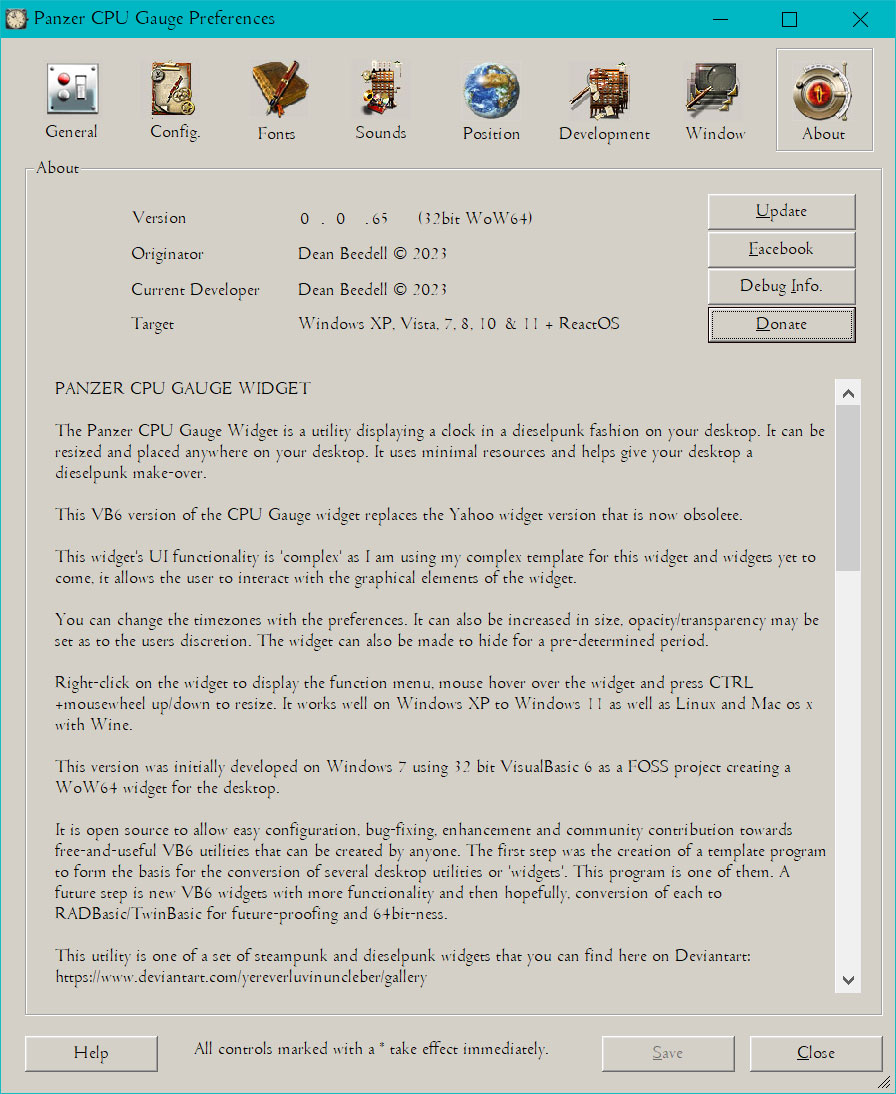 Panzer CPU Gauge Preferences
General
Config.
Fonts
Sounds
Position
Development
Window
About
About
Version 0 . 0 .65 (32bit WoW64)
Originator Dean Beedell © 2023
Current Developer Dean Beedell © 2023
Target Windows XP, Vista, 7, 8, 10 & 11 + ReactOS
Update
Facebook
Debug Info.
Donate
PANZER CPU GAUGE WIDGET
The Panzer CPU Gauge Widget is a utility displaying a clock in a dieselpunk fashion on your desktop. It can be
resized and placed anywhere on your desktop. It uses minimal resources and helps give your desktop a
dieselpunk make-over.
This VB6 version of the CPU Gauge widget replaces the Yahoo widget version that is now obsolete.
This widget's UI functionality is 'complex' as I am using my complex template for this widget and widgets yet to
come, it allows the user to interact with the graphical elements of the widget.
You can change the timezones with the preferences. It can also be increased in size, opacity/transparency may be
set as to the users discretion. The widget can also be made to hide for a pre-determined period.
Right-click on the widget to display the function menu, mouse hover over the widget and press CTRL
+mousewheel up/down to resize. It works well on Windows XP to Windows 11 as well as Linux and Mac os x
with Wine.
This version was initially developed on Windows 7 using 32 bit VisualBasic 6 as a FOSS project creating a
WoW64 widget for the desktop.
It is open source to allow easy configuration, bug-fixing, enhancement and community contribution towards
free-and-useful VB6 utilities that can be created by anyone. The first step was the creation of a template program
to form the basis for the conversion of several desktop utilities or 'widgets'. This program is one of them. A
future step is new VB6 widgets with more functionality and then hopefully, conversion of each to
RADBasic/TwinBasic for future-proofing and 64bit-ness.
This utility is one of a set of steampunk and dieselpunk widgets that you can find here on Deviantart:
https://www.deviantart.com/yereverluvinuncleber/gallery
Help
All controls marked with a * take effect immediately.
Save
Close